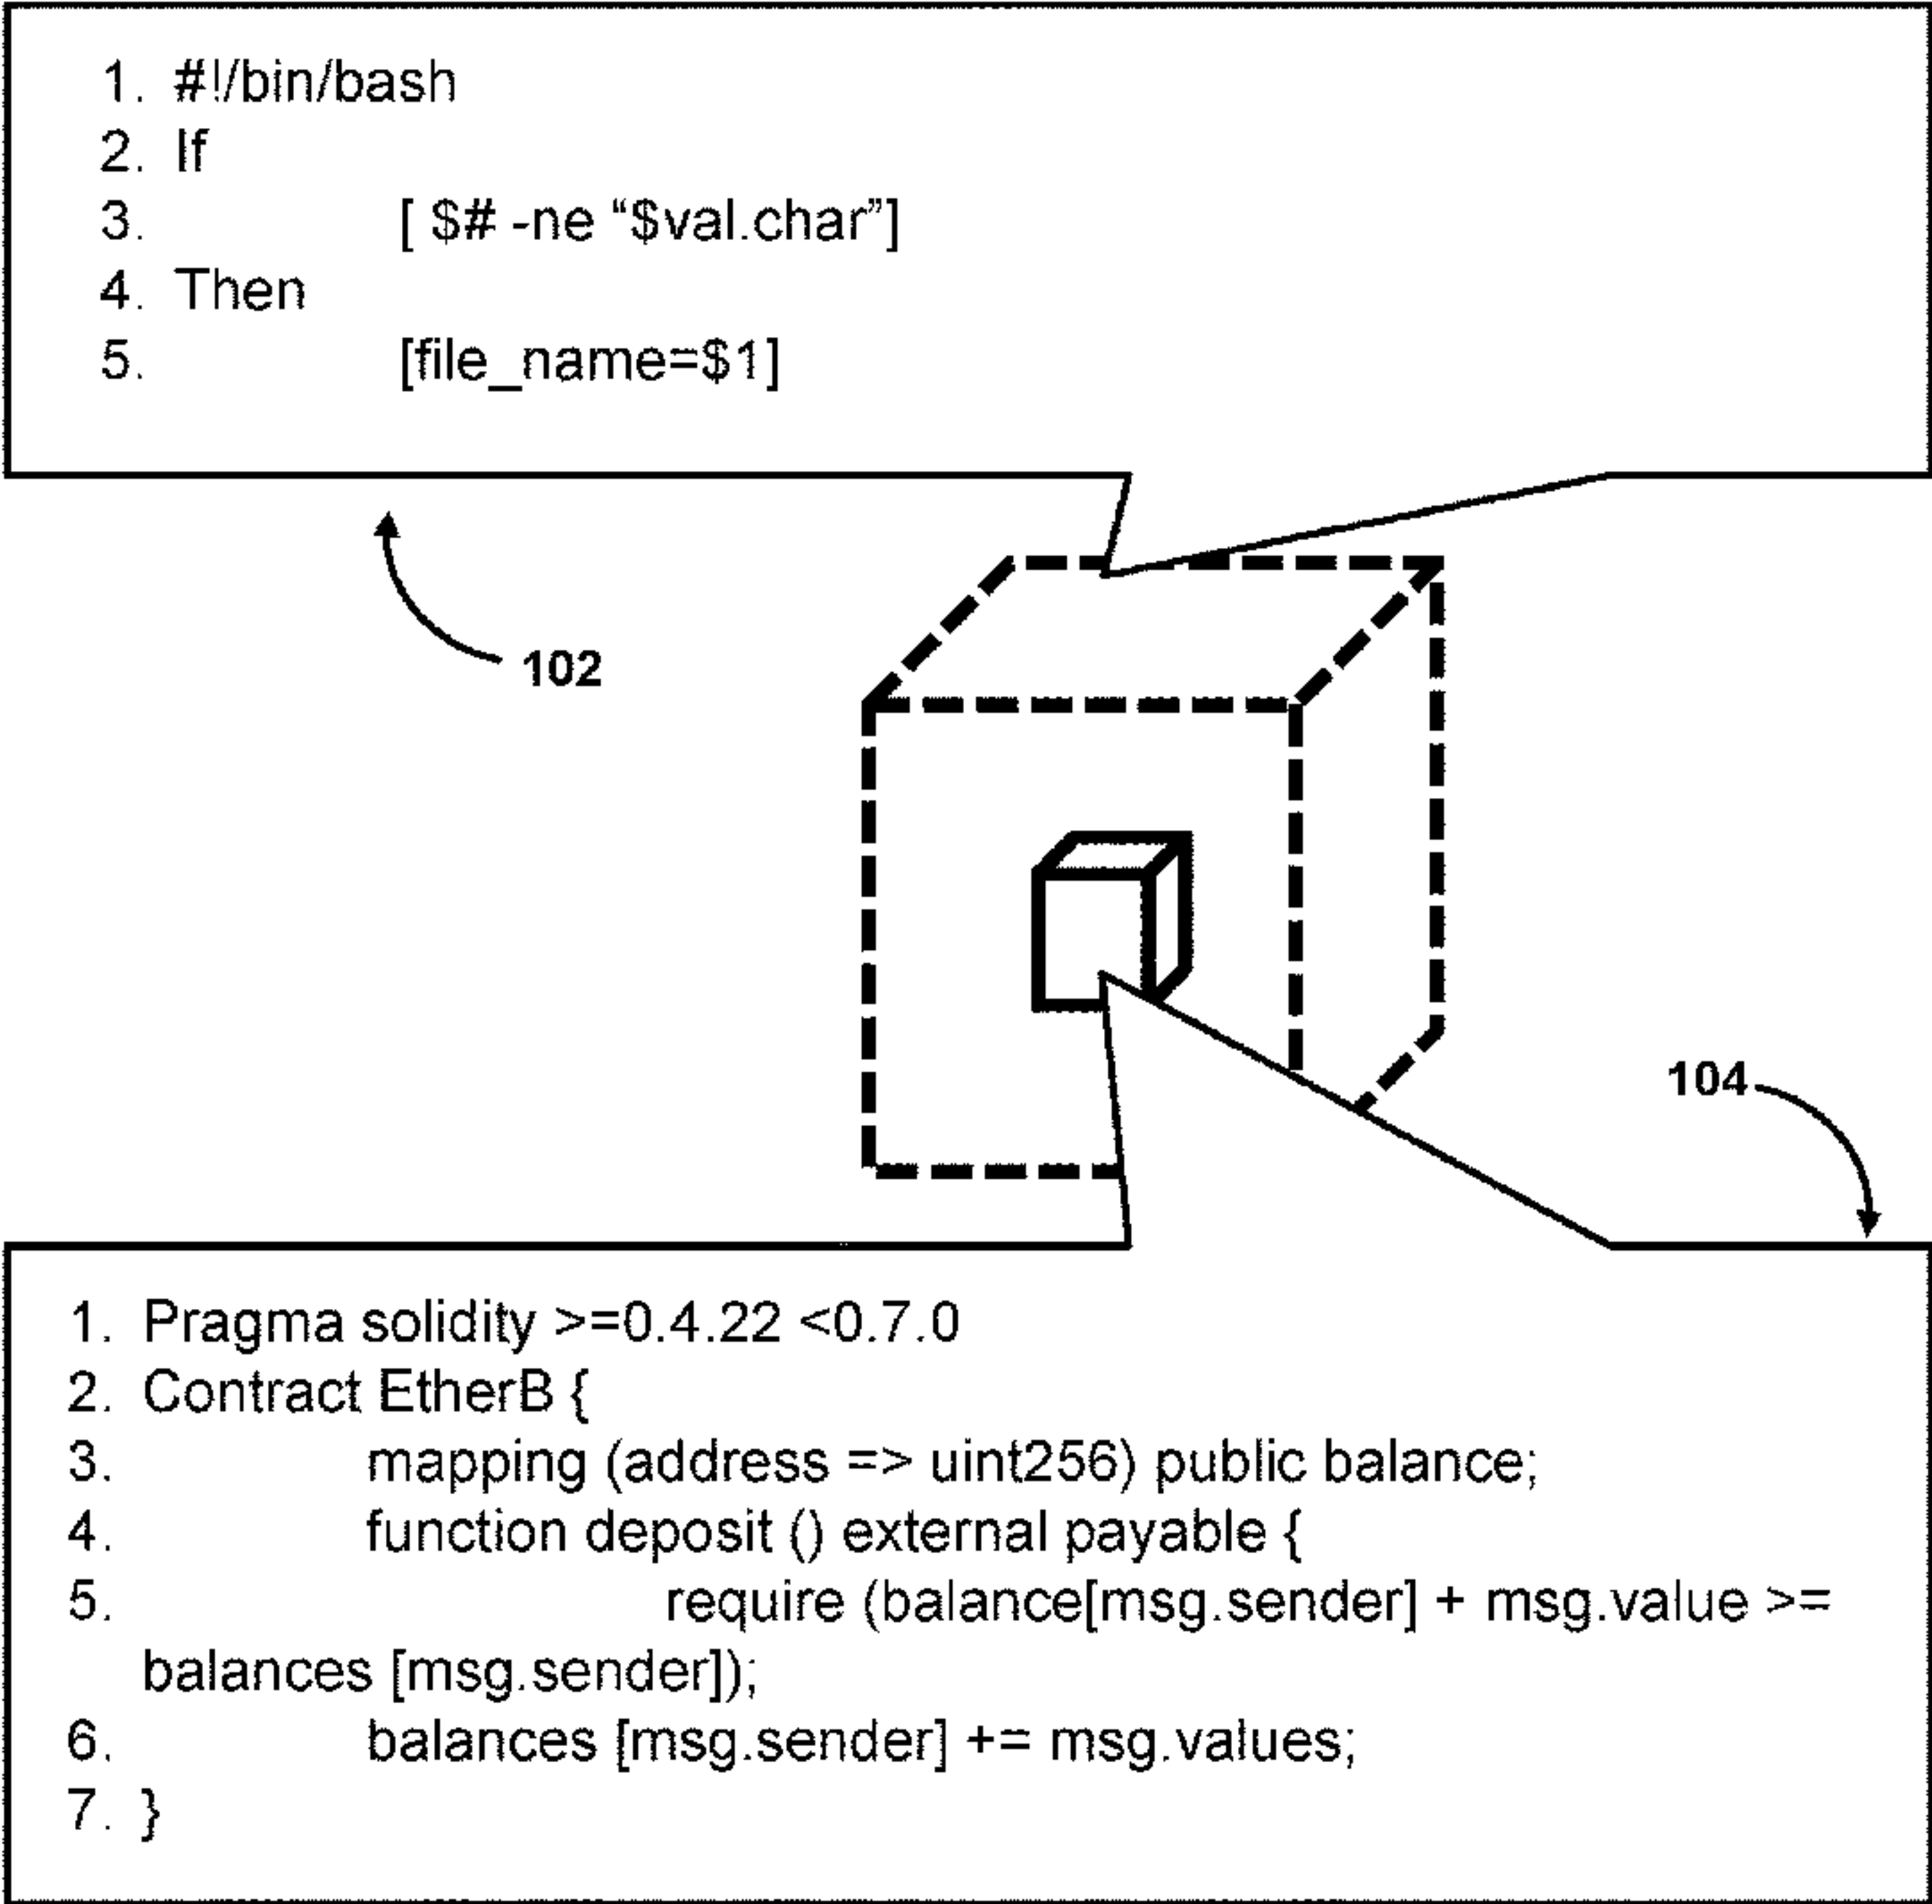 1. #!/bin/bash
2. If
3. [ $# -ne “$val.char”]
4. Then
5. [file_name=$1]
102
104
1. Pragma solidity >=0.4.22 <0.7.0
2. Contract EtherB {
3. mapping (address => uint256) public balance;
4. function deposit () external payable {
5. require (balance[msg.sender] + msg.value >=
balances [msg.sender]);
6. balances [msg.sender] += msg.values;
7. }